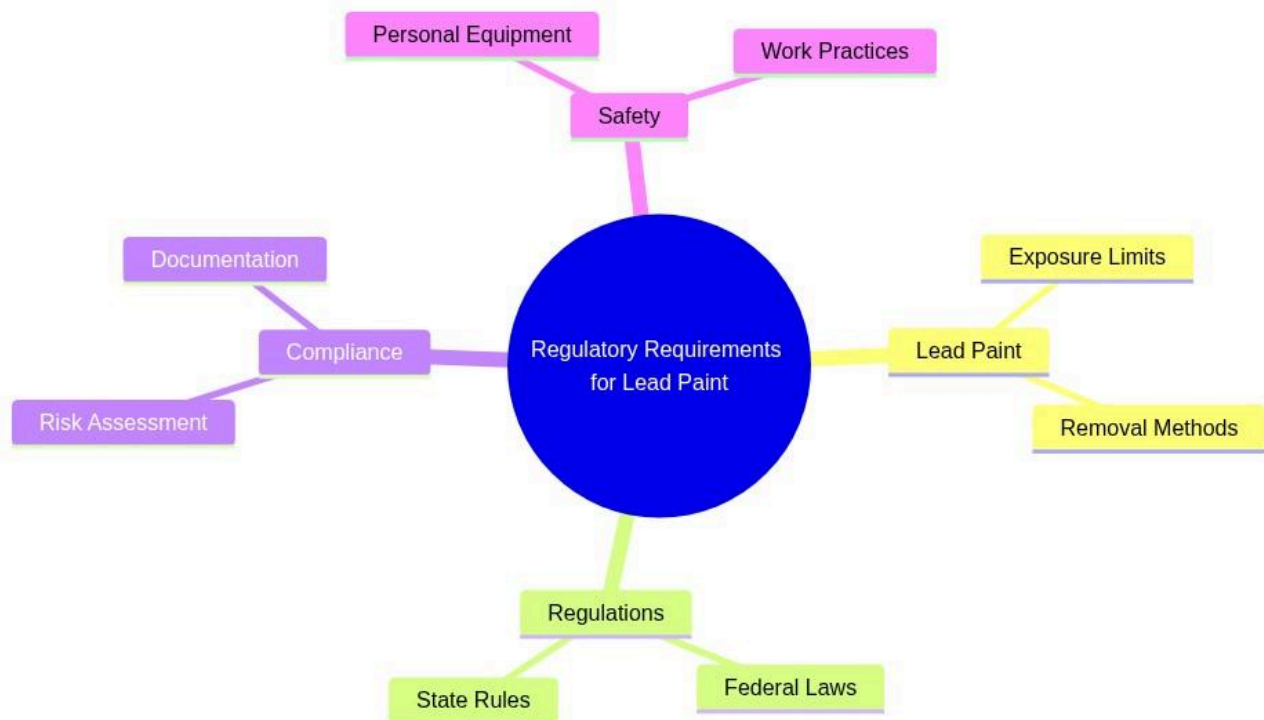 Personal Equipment
Work Practices
Safety
Documentation
Exposure Limits
Compliance
Regulatory Requirements
for Lead Paint
Lead Paint
Risk Assessment
Removal Methods
Regulations
State Rules
Federal Laws